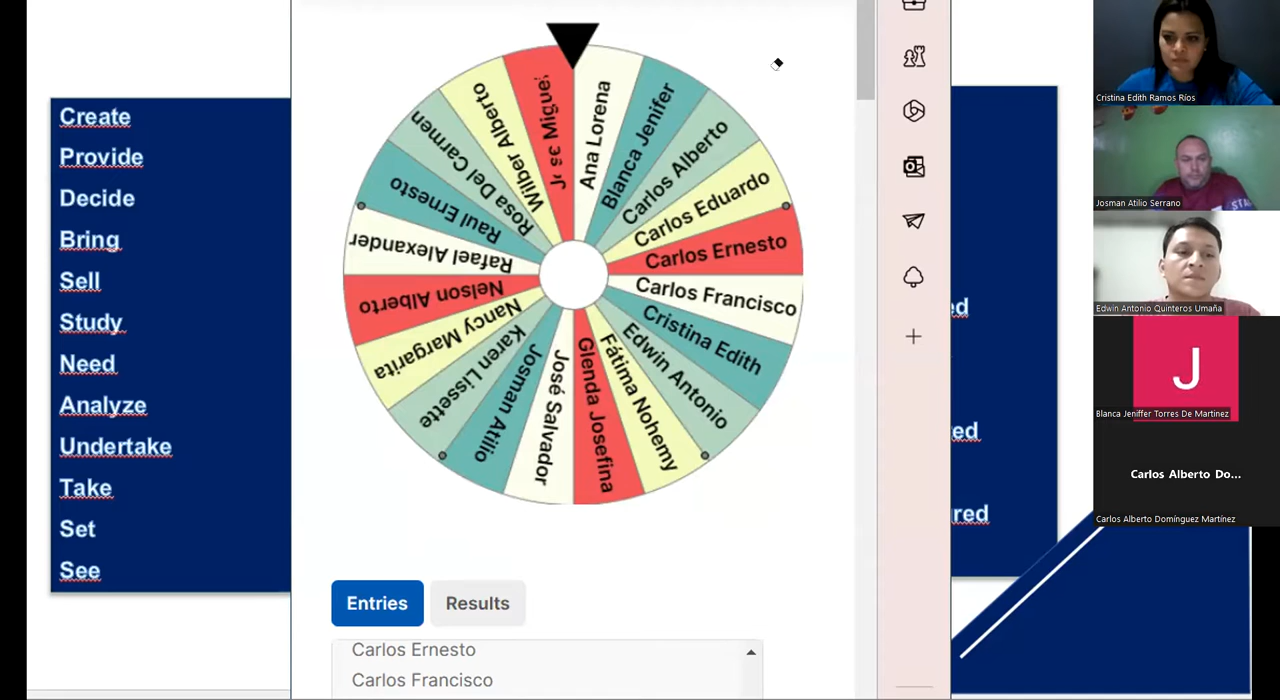 Create
Provide
Decide
Bring
Sell
Study
Need
Analyze
Undertake
Take
Set
See
Ana Lorena
Blanca Jenifer
Carlos Alberto
Carlos Eduardo
Carlos Ernesto
Carlos Francisco
Cristina Edith
Edwin Antonio
Fátima Nohemy
Glenda Josefina
José Salvador
Josman Atilio
Karen Lissette
Nancy Margarita
Nelson Alberto
Rafael Alexander
Raul Ernesto
Rosa Del Carmen
Wilber Alberto
Miguel
Entries
Results
Carlos Ernesto
Carlos Francisco
ed
ed
red
Cristina Edith Ramos Ríos
Josman Atilio Serrano
Edwin Antonio Quinteros Umaña
J
Blanca Jeniffer Torres De Martinez
Carlos Alberto Do...
Carlos Alberto Domínguez Martínez